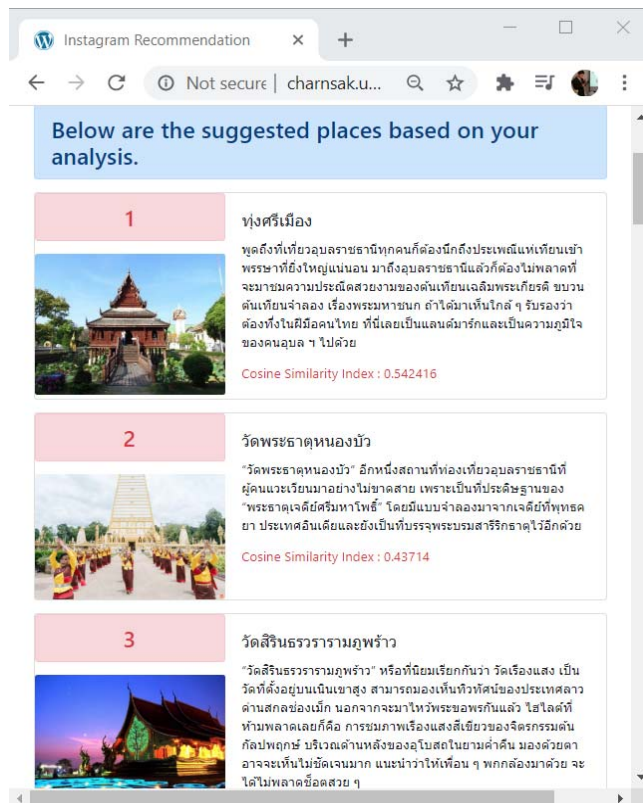 Instagram Recommendation
Not secure | charnsak.u...
Below are the suggested places based on your
analysis.
1
ทุ่งศรีเมือง
พูดถึงที่เที่ยวอุบลราชธานีทุกคนก็ต้องนึกถึงประเพณีแห่เทียนเข้า
พรรษาที่ยิ่งใหญ่แน่นอน มาถึงอุบลราชธานีแล้วก็ต้องไม่พลาดที่
จะมาชมความประณีตสวยงามของต้นเทียนเฉลิมพระเกียรติ ขบวน
ต้นเทียนจำลอง เรื่องพระมหาชนก ถ้าได้มาเห็นใกล้ ๆ รับรองว่า
ต้องทึ่งในฝีมือคนไทย ที่นี่เลยเป็นแลนด์มาร์กและเป็นความภูมิใจ
ของคนอุบล ฯ ไปด้วย
Cosine Similarity Index : 0.542416
2
วัดพระธาตุหนองบัว
“วัดพระธาตุหนองบัว” อีกหนึ่งสถานที่ท่องเที่ยวอุบลราชธานีที่
ผู้คนแวะเวียนมาอย่างไม่ขาดสาย เพราะเป็นที่ประดิษฐานของ
“พระธาตุเจดีย์ศรีมหาโพธิ์” โดยมีแบบจำลองมาจากเจดีย์ที่พุทธค
ยา ประเทศอินเดียและยังเป็นที่บรรจุพระบรมสารีริกธาตุไว้อีกด้วย
Cosine Similarity Index : 0.43714
3
วัดสิรินธรวรารามภูพร้าว
“วัดสิรินธรวรารามภูพร้าว” หรือที่นิยมเรียกกันว่า วัดเรืองแสง เป็น
วัดที่ตั้งอยู่บนเนินเขาสูง สามารถมองเห็นทิวทัศน์ของประเทศลาว
ด่านสกลช่องเม็ก นอกจากจะมาไหว้พระขอพรกันแล้ว ไฮไลต์ที่
ห้ามพลาดเลยก็คือ การชมภาพเรืองแสงสีเขียวของจิตรกรรมต้น
กัลปพฤกษ์ บริเวณด้านหลังของอุโบสถในยามค่ำคืน มองด้วยตา
อาจจะเห็นไม่ชัดเจนมาก แนะนำว่าให้เพื่อน ๆ พกกล้องมาด้วย จะ
ได้ไม่พลาดช็อตสวย ๆ